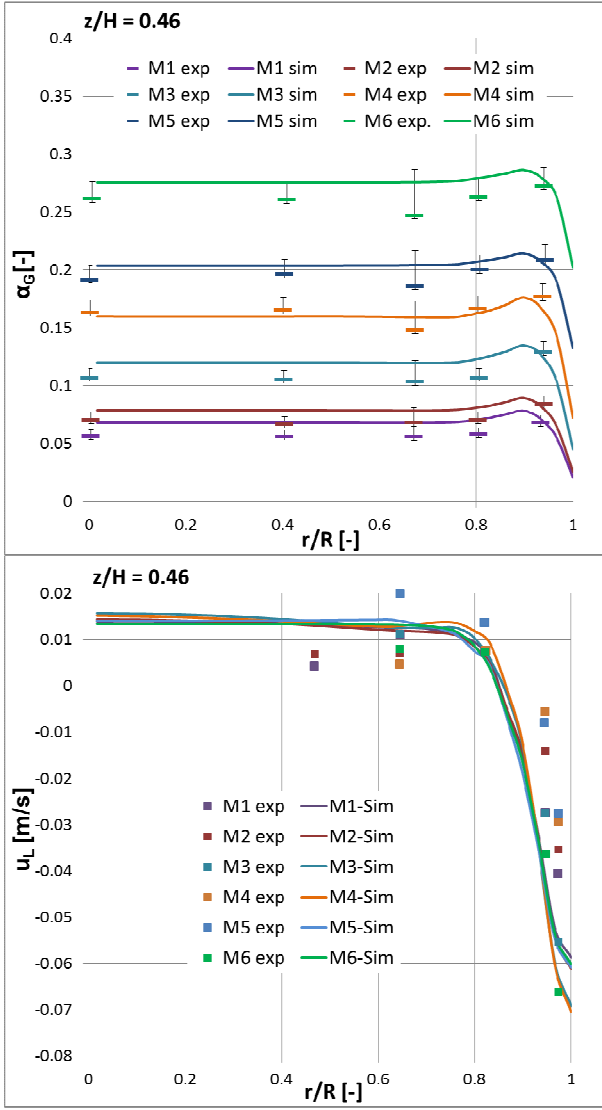 z/H = 0.46
0.4
M1 exp M1 sim M2 exp M2 sim
0.35
M3 exp M3 sim M4 exp M4 sim
M5 exp M5 sim M6 exp. M6 sim
0.3
0.25
αG[-]
0.2
0.15
0.1
0.05
0
0 0.2 0.4 0.6 0.8 1
r/R [-]
z/H = 0.46
0.02
0.01
0
-0.01
-0.02
uL [m/s]
M1 exp M1-Sim
-0.03
M2 exp M2-Sim
M3 exp M3-Sim
-0.04
M4 exp M4-Sim
-0.05
M5 exp M5-Sim
-0.06
M6 exp M6-Sim
-0.07
-0.08
0 0.2 0.4 0.6 0.8 1
r/R [-]